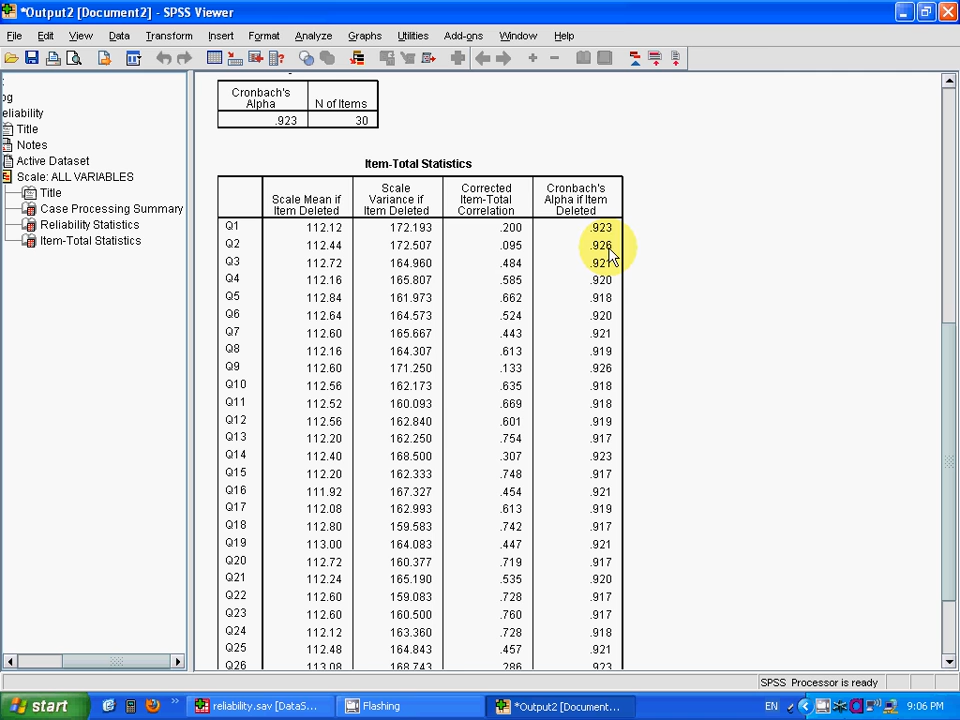 *Output2 [Document2] - SPSS Viewer
File Edit View Data Transform Insert Format Analyze Graphs Utilities Add-ons Window Help
og
eliability
Title
Notes
Active Dataset
Scale: ALL VARIABLES
Title
Case Processing Summary
Reliability Statistics
Item-Total Statistics
Cronbach's Alpha N of Items
.923 30
Item-Total Statistics
Scale Mean if Item Deleted Scale Variance if Item Deleted Corrected Item-Total Correlation Cronbach's Alpha if Item Deleted
Q1 112.12 172.193 .200 .923
Q2 112.44 172.507 .095 .926
Q3 112.72 164.960 .484 .921
Q4 112.16 165.807 .585 .920
Q5 112.84 161.973 .662 .918
Q6 112.64 164.573 .524 .920
Q7 112.60 165.667 .443 .921
Q8 112.16 164.307 .613 .919
Q9 112.60 171.250 .133 .926
Q10 112.56 162.173 .635 .918
Q11 112.52 160.093 .669 .918
Q12 112.56 162.840 .601 .919
Q13 112.20 162.250 .754 .917
Q14 112.40 168.500 .307 .923
Q15 112.20 162.333 .748 .917
Q16 111.92 167.327 .454 .921
Q17 112.08 162.993 .613 .919
Q18 112.80 159.583 .742 .917
Q19 113.00 164.083 .447 .921
Q20 112.72 160.377 .719 .917
Q21 112.24 165.190 .535 .920
Q22 112.60 159.083 .728 .917
Q23 112.60 160.500 .760 .917
Q24 112.12 163.360 .728 .918
Q25 112.48 164.843 .457 .921
Q26 113.08 168.743 .286 .923
SPSS Processor is ready
start reliability.sav [DataS... Flashing *Output2 [Document... EN 9:06 PM